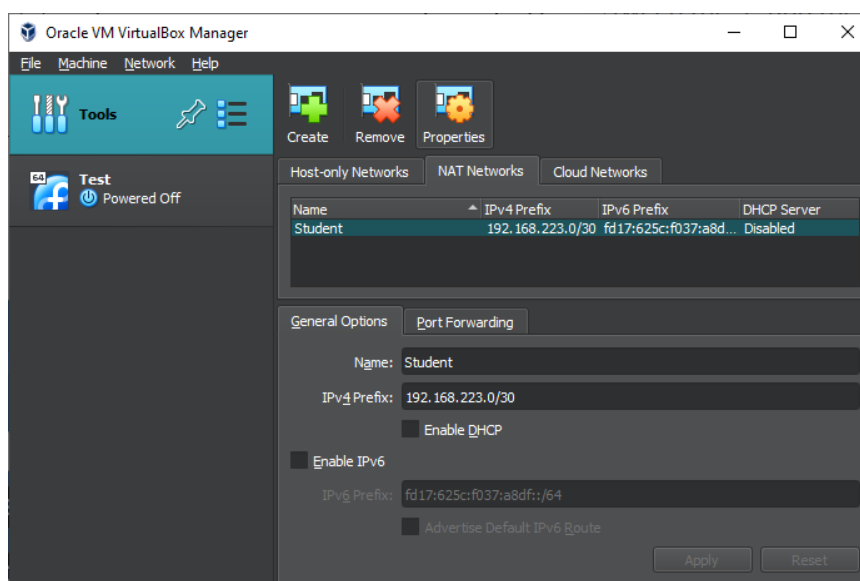 Oracle VM VirtualBox Manager
File Machine Network Help
Tools
Create Remove Properties
64
Test
Powered Off
Host-only Networks NAT Networks Cloud Networks
Name IPv4 Prefix IPv6 Prefix DHCP Server
Student 192.168.223.0/30 fd17:625c:f037:a8d... Disabled
General Options Port Forwarding
Name: Student
IPv4 Prefix: 192.168.223.0/30
Enable DHCP
Enable IPv6
IPv6 Prefix: fd17:625c:f037:a8df::/64
Advertise Default IPv6 Route
Apply Reset